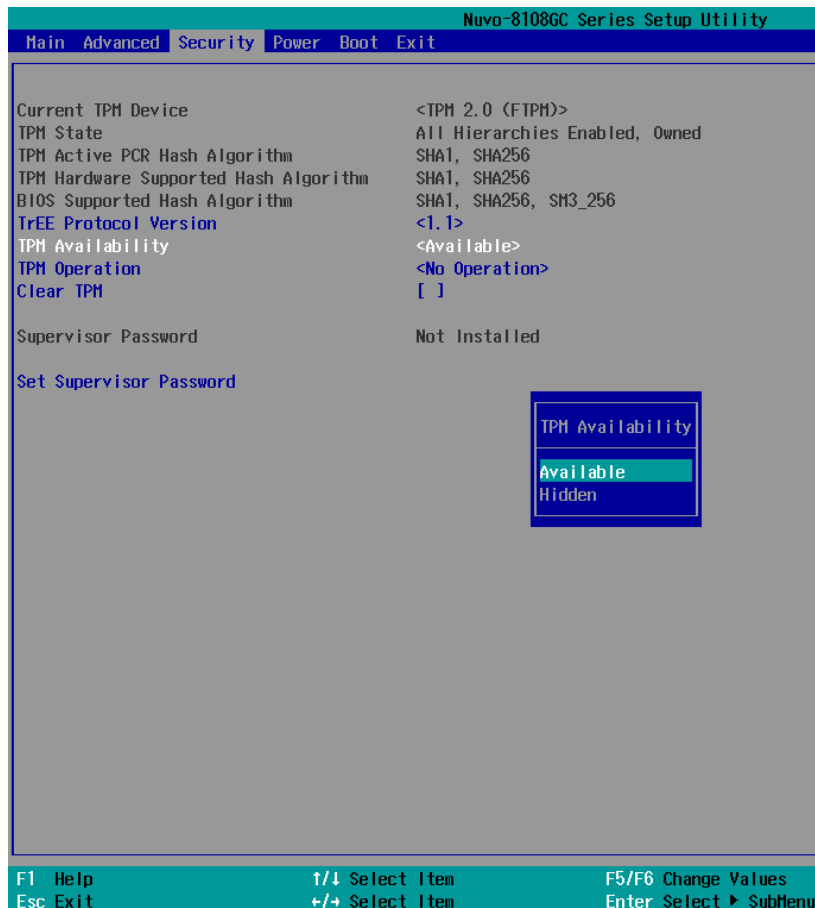 Nuvo-8108GC Series Setup Utility
Main Advanced Security Power Boot Exit
Current TPM Device <TPM 2.0 (FTPM)>
TPM State All Hierarchies Enabled, Owned
TPM Active PCR Hash Algorithm SHA1, SHA256
TPM Hardware Supported Hash Algorithm SHA1, SHA256
BIOS Supported Hash Algorithm SHA1, SHA256, SM3_256
TrEE Protocol Version <1.1>
TPM Availability <Available>
TPM Operation <No Operation>
Clear TPM [ ]
Supervisor Password Not Installed
Set Supervisor Password
TPM Availability
Available
Hidden
F1 Help ↑/↓ Select Item F5/F6 Change Values
Esc Exit ←/→ Select Item Enter Select ▶ SubMenu